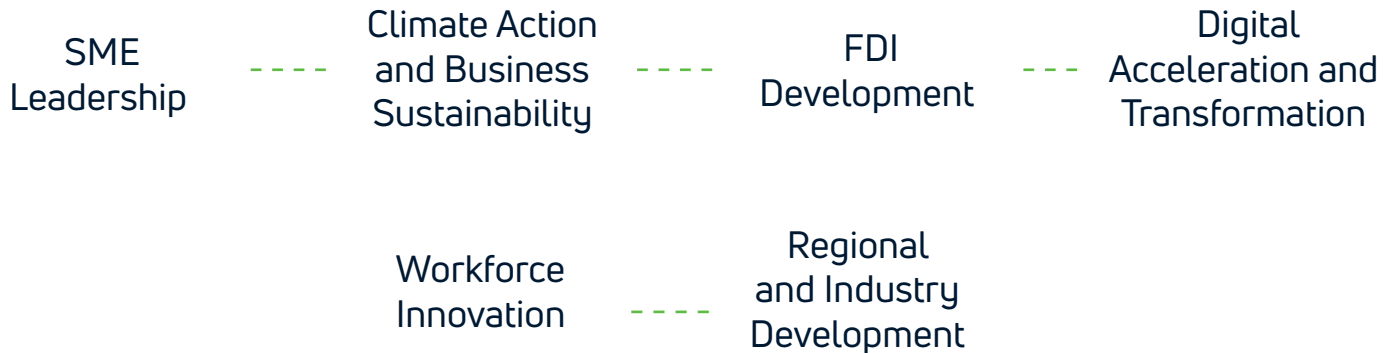 SME
Leadership
Climate Action
and Business
Sustainability
FDI
Development
Digital
Acceleration and
Transformation
Workforce
Innovation
Regional
and Industry
Development